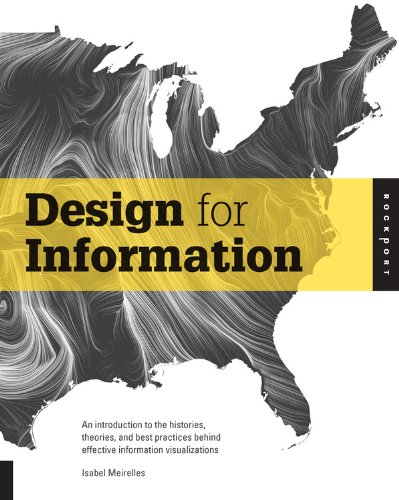 Design for
Information
ROCKPORT
An introduction to the histories,
theories, and best practices behind
effective information visualizations
Isabel Meirelles